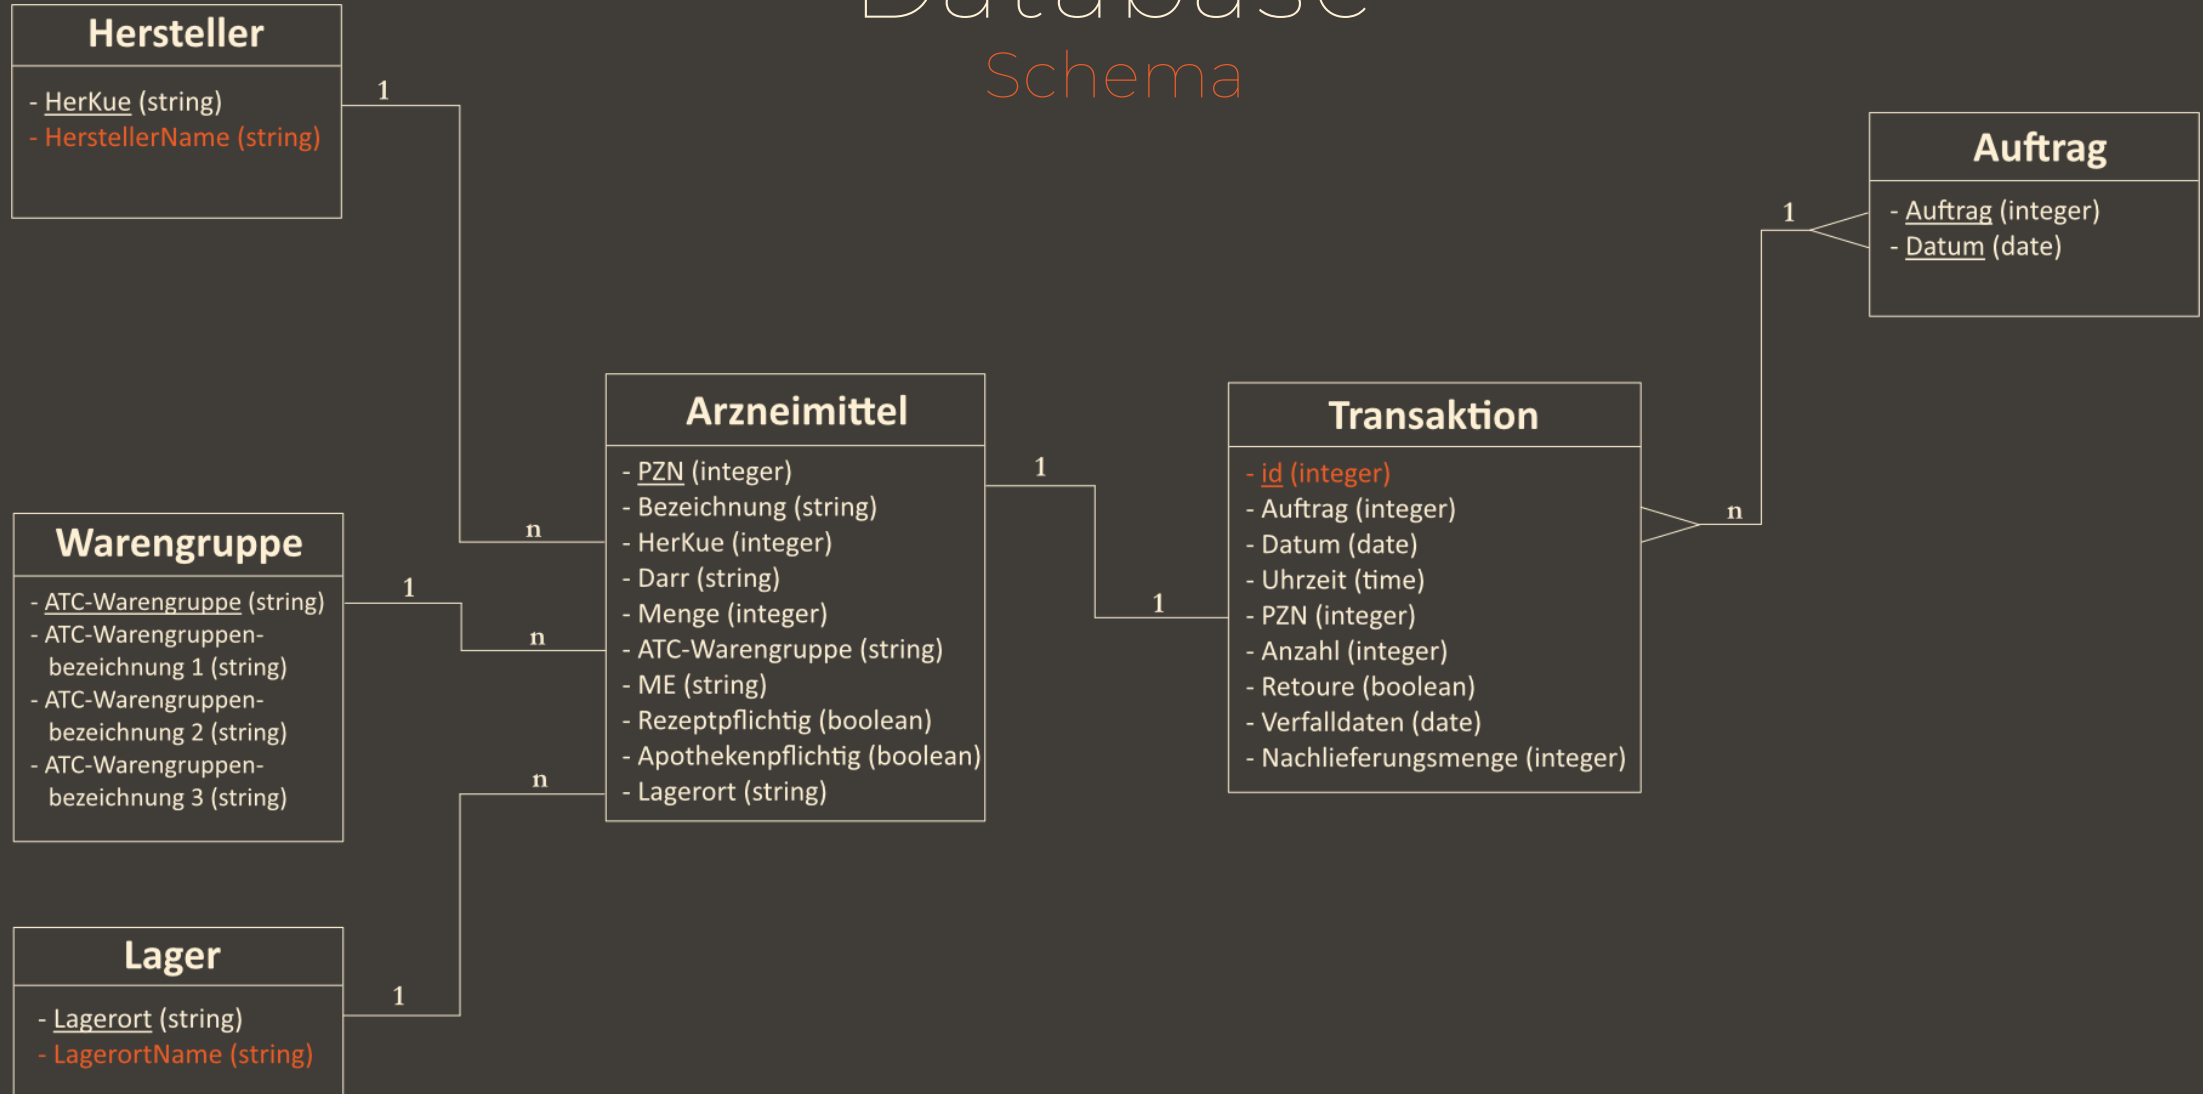 Database
Schema
Hersteller
- HerKue (string)
- HerstellerName (string)
1
n
Warengruppe
- ATC-Warengruppe (string)
- ATC-Warengruppen-
bezeichnung 1 (string)
- ATC-Warengruppen-
bezeichnung 2 (string)
- ATC-Warengruppen-
bezeichnung 3 (string)
1
n
Lager
- Lagerort (string)
- LagerortName (string)
1
n
Arzneimittel
- PZN (integer)
- Bezeichnung (string)
- HerKue (integer)
- Darr (string)
- Menge (integer)
- ATC-Warengruppe (string)
- ME (string)
- Rezeptpflichtig (boolean)
- Apothekenpflichtig (boolean)
- Lagerort (string)
1
1
Transaktion
- id (integer)
- Auftrag (integer)
- Datum (date)
- Uhrzeit (time)
- PZN (integer)
- Anzahl (integer)
- Retoure (boolean)
- Verfalldaten (date)
- Nachlieferungsmenge (integer)
n
1
Auftrag
- Auftrag (integer)
- Datum (date)